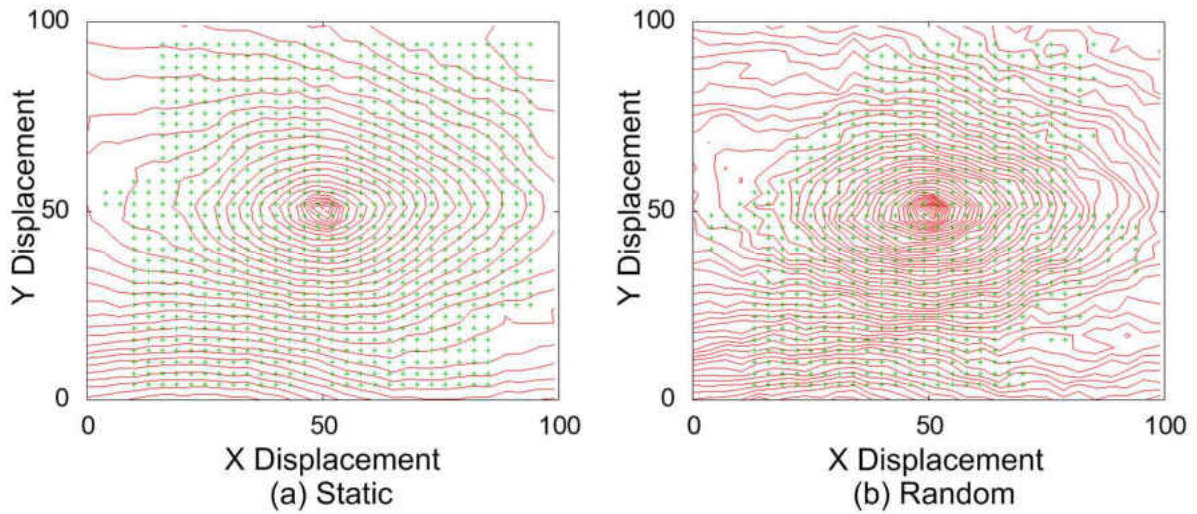 100
50
0
Y Displacement
0 50 100
X Displacement
(a) Static
100
50
0
Y Displacement
0 50 100
X Displacement
(b) Random